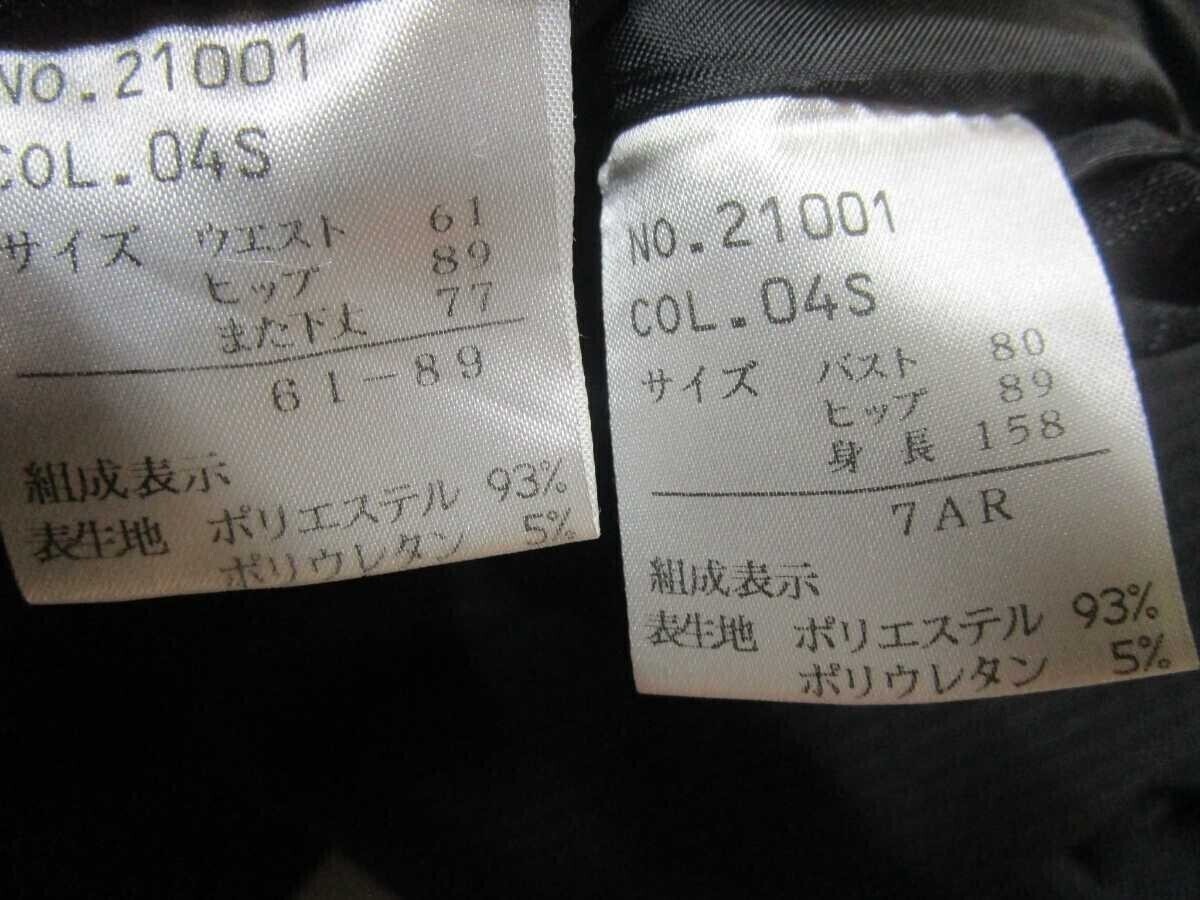 No.21001
COL.04S
サイズ ウエスト 61
ヒップ 89
また下丈 77
61-89
組成表示
表生地 ポリエステル 93%
ポリウレタン 5%
NO.21001
COL.04S
サイズ バスト 80
ヒップ 89
身長 158
7AR
組成表示
表生地 ポリエステル 93%
ポリウレタン 5%